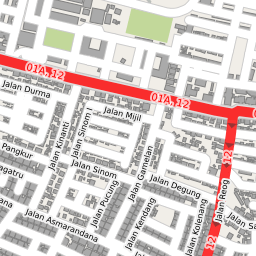 01A, 12
Jalan Durma
01A, 12
Jalan Mijil
Jalan Kinanti
Jalan Sinom I
Pangkur
Jalan Gamelan
12
Jalan Sinom
Jalan Degung
Jalan Reog
Jalan Pucung
Jalan Kendang
Jalan Kolenang
Jalan Asmarandana
12